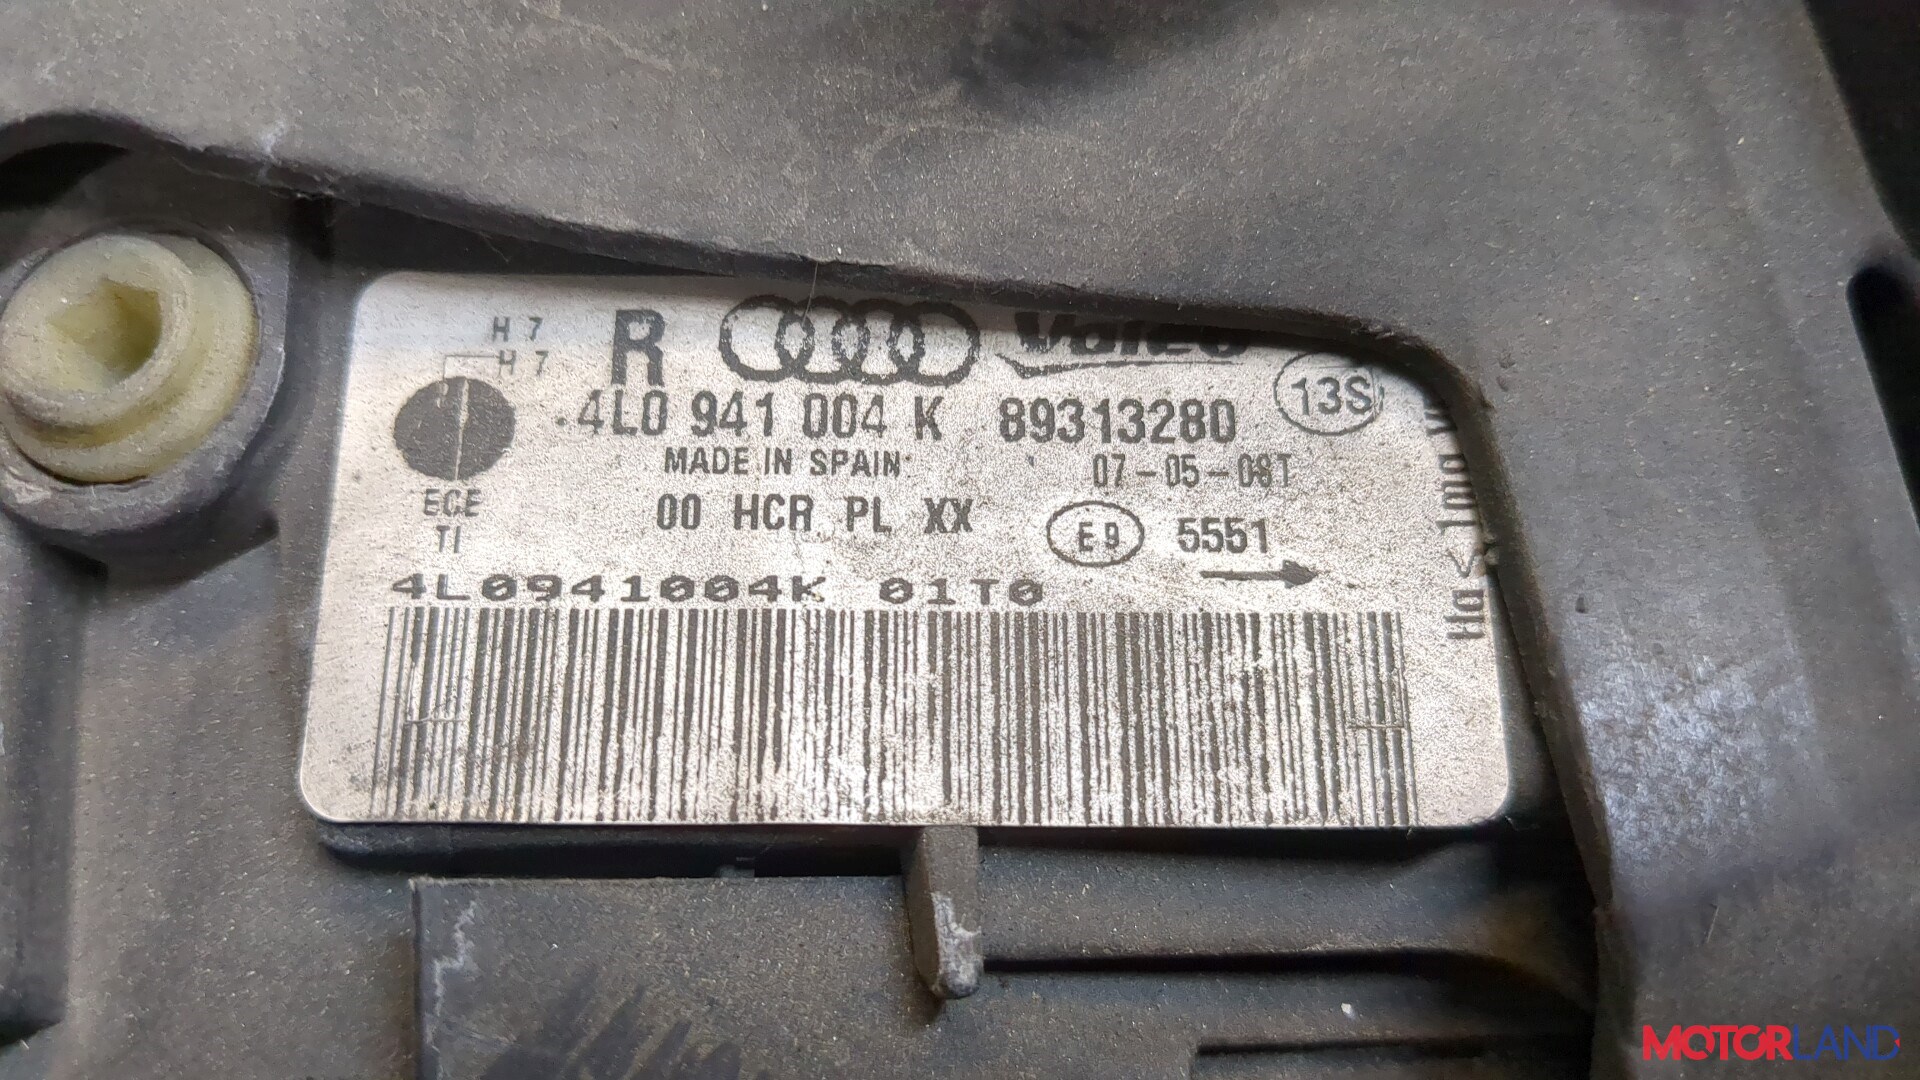 H7
H7
R Valeo
13S
4L0 941 004 K 89313280
MADE IN SPAIN 07-05-08T
ECE
TI
00 HCR PL XX E9 5551
4L0941004K 01T0
MOTORLAND